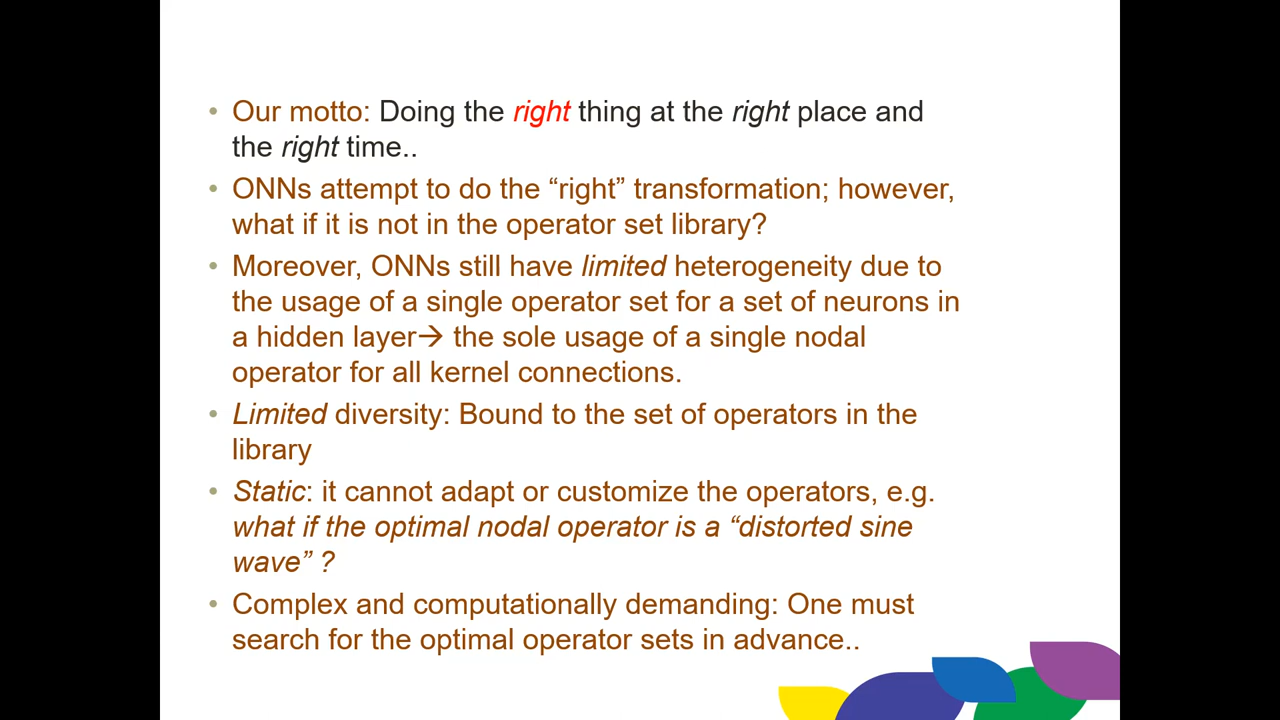 • Our motto: Doing the right thing at the right place and
the right time..
• ONNs attempt to do the “right” transformation; however,
what if it is not in the operator set library?
• Moreover, ONNs still have limited heterogeneity due to
the usage of a single operator set for a set of neurons in
a hidden layer→ the sole usage of a single nodal
operator for all kernel connections.
• Limited diversity: Bound to the set of operators in the
library
• Static: it cannot adapt or customize the operators, e.g.
what if the optimal nodal operator is a “distorted sine
wave” ?
• Complex and computationally demanding: One must
search for the optimal operator sets in advance..